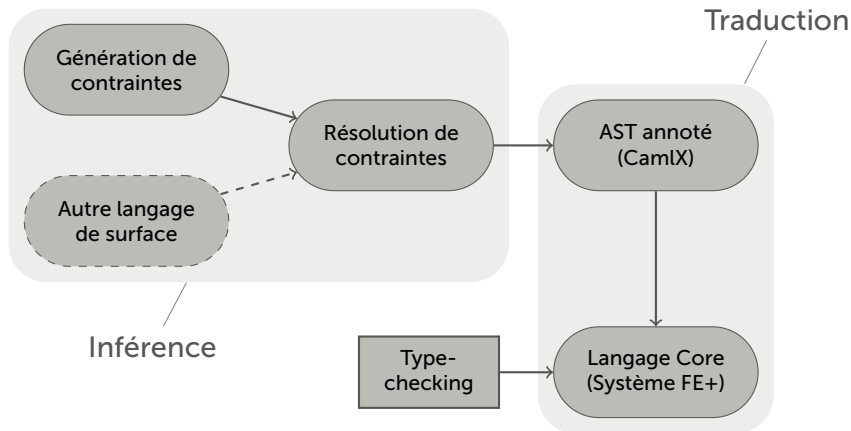 Traduction
Génération de
contraintes
Résolution de
contraintes
AST annoté
(CamlX)
Autre langage
de surface
Inférence
Type-
checking
Langage Core
(Système FE+)